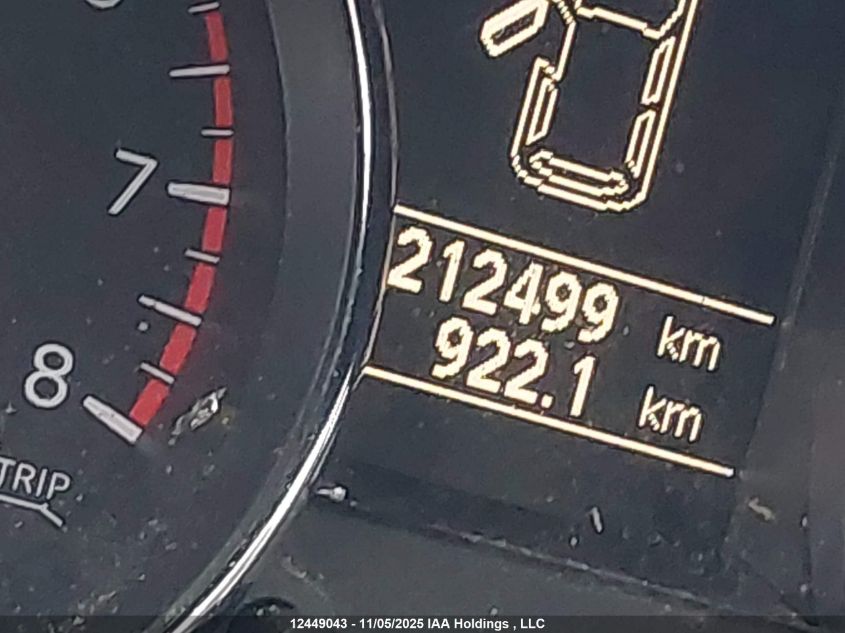 7
8
TRIP
212499 km
922.1 km
12449043 - 11/05/2025 IAA Holdings , LLC